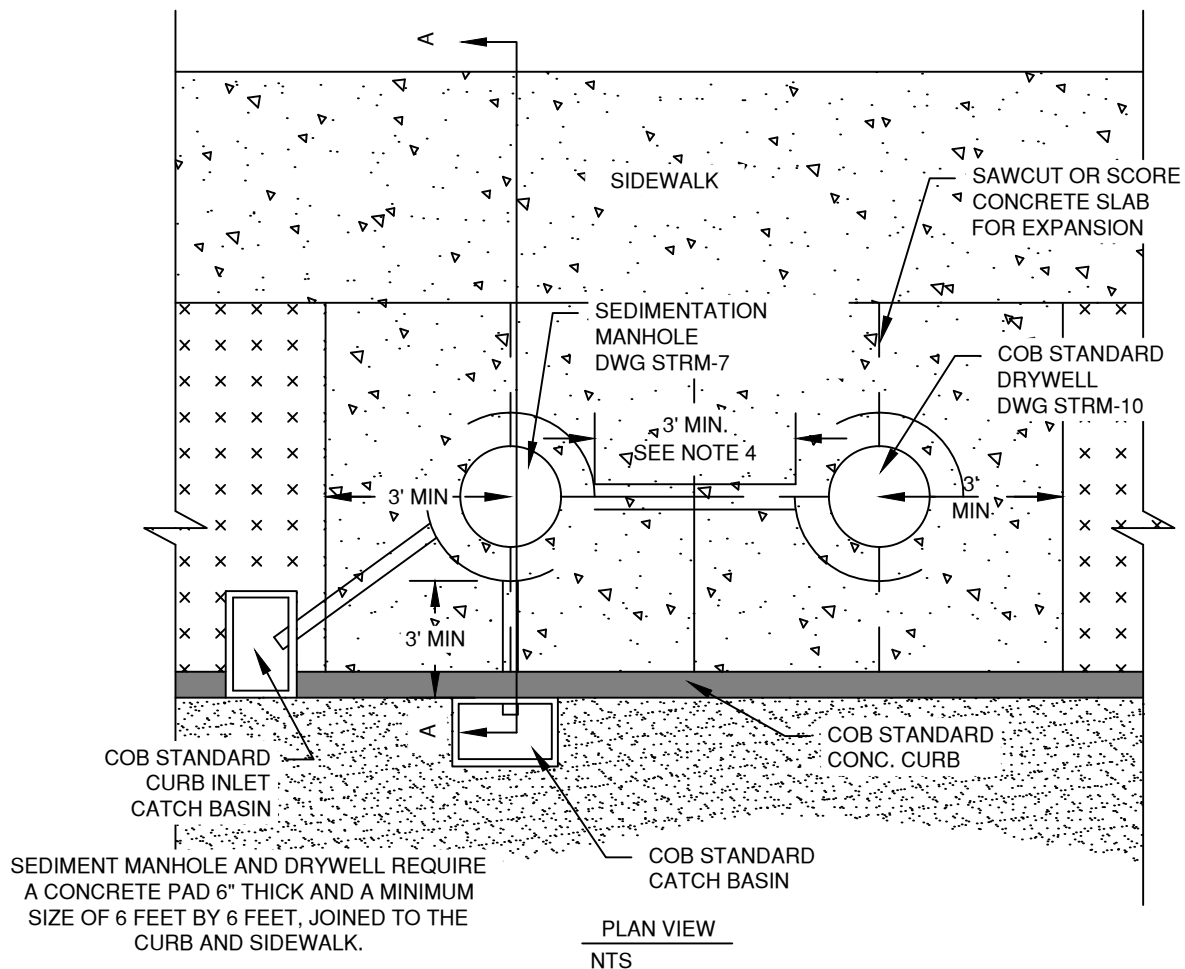 A
SIDEWALK
SAWCUT OR SCORE
CONCRETE SLAB
FOR EXPANSION
SEDIMENTATION
MANHOLE
DWG STRM-7
COB STANDARD
DRYWELL
DWG STRM-10
3' MIN.
SEE NOTE 4
3' MIN
3'
MIN
3' MIN
A
COB STANDARD
CURB INLET
CATCH BASIN
COB STANDARD
CONC. CURB
COB STANDARD
CATCH BASIN
SEDIMENT MANHOLE AND DRYWELL REQUIRE
A CONCRETE PAD 6" THICK AND A MINIMUM
SIZE OF 6 FEET BY 6 FEET, JOINED TO THE
CURB AND SIDEWALK.
PLAN VIEW
NTS